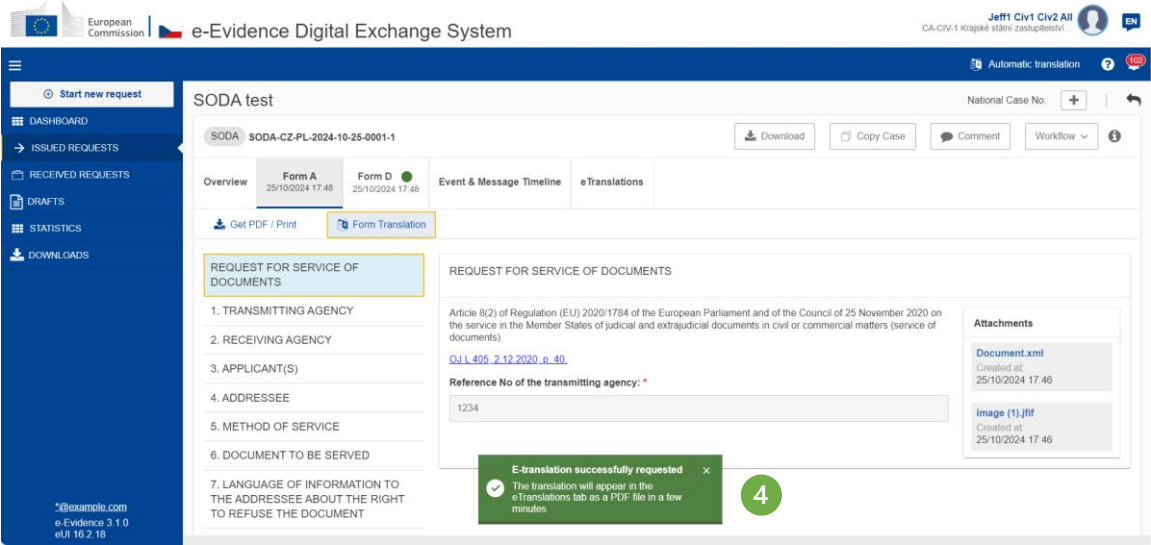 European
Commission
e-Evidence Digital Exchange System
Jeff1 Civ1 Civ2 All
CA-CIV-1 Krajské státní zastupitelství...
EN
Automatic translation
102
Start new request
DASHBOARD
ISSUED REQUESTS
RECEIVED REQUESTS
DRAFTS
STATISTICS
DOWNLOADS
*@example.com
e-Evidence 3.1.0
eUI 16.2.18
SODA test
National Case No.
SODA SODA-CZ-PL-2024-10-25-0001-1
Download
Copy Case
Comment
Workflow
Overview
Form A
25/10/2024 17:46
Form D
25/10/2024 17:48
Event & Message Timeline
eTranslations
Get PDF / Print
Form Translation
REQUEST FOR SERVICE OF
DOCUMENTS
1. TRANSMITTING AGENCY
2. RECEIVING AGENCY
3. APPLICANT(S)
4. ADDRESSEE
5. METHOD OF SERVICE
6. DOCUMENT TO BE SERVED
7. LANGUAGE OF INFORMATION TO
THE ADDRESSEE ABOUT THE RIGHT
TO REFUSE THE DOCUMENT
REQUEST FOR SERVICE OF DOCUMENTS
Article 8(2) of Regulation (EU) 2020/1784 of the European Parliament and of the Council of 25 November 2020 on
the service in the Member States of judicial and extrajudicial documents in civil or commercial matters (service of
documents).
OJ L 405, 2.12.2020, p. 40.
Reference No of the transmitting agency: *
1234
Attachments
Document.xml
Created at:
25/10/2024 17:46
image (1).jfif
Created at:
25/10/2024 17:46
E-translation successfully requested
The translation will appear in the
eTranslations tab as a PDF file in a few
minutes
4